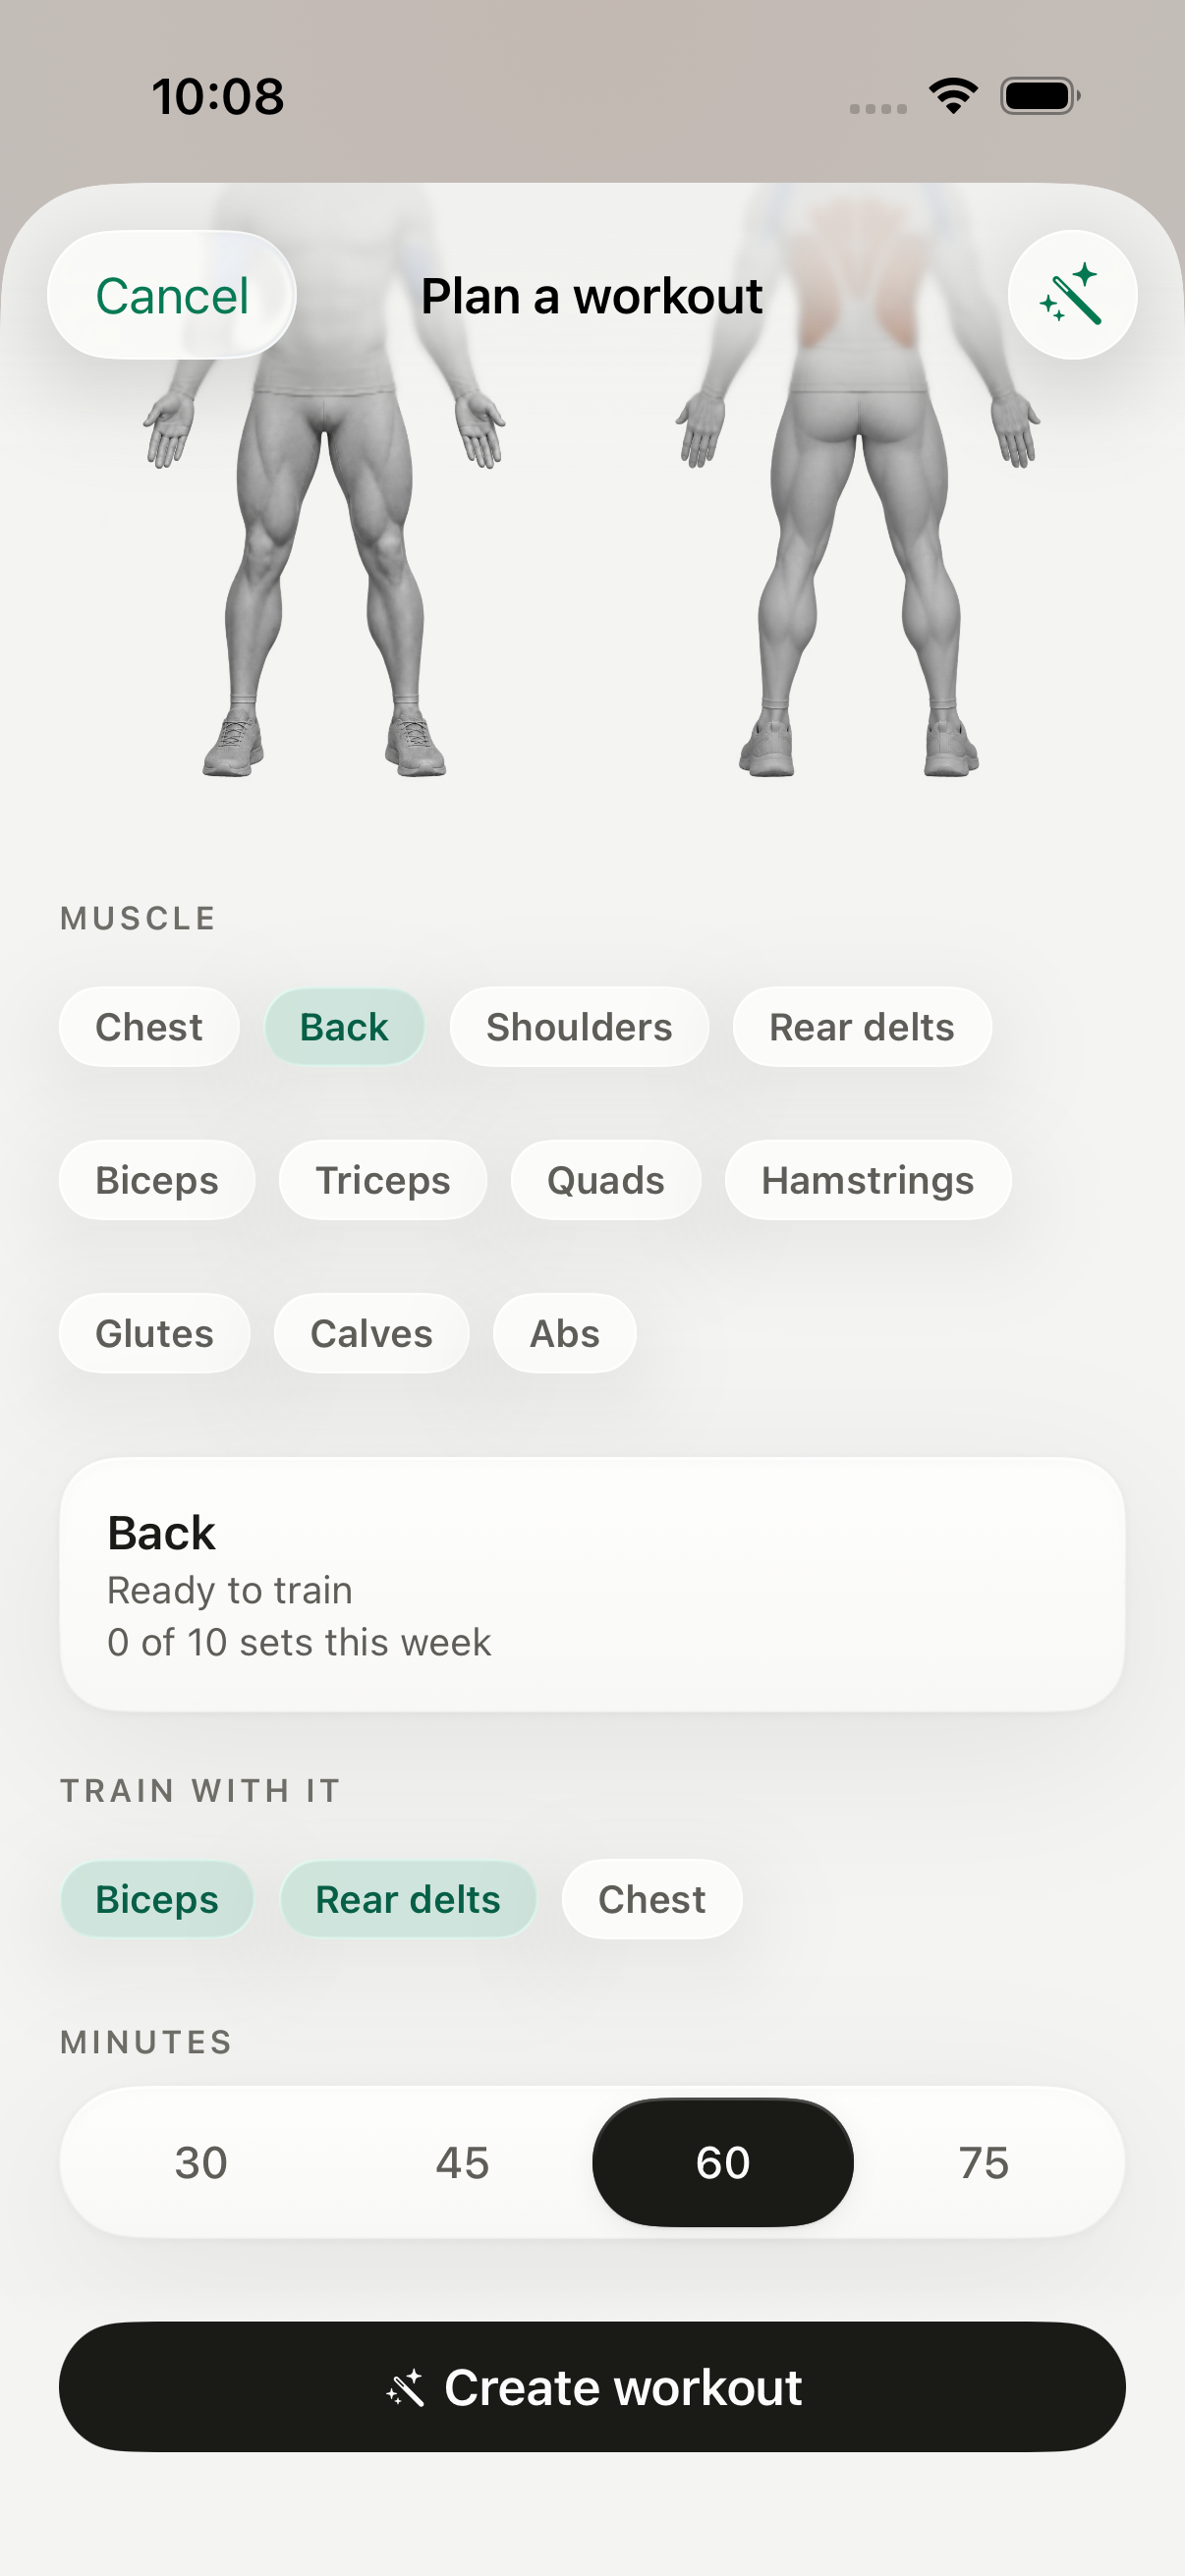 10:08
Cancel
Plan a workout
MUSCLE
Chest
Back
Shoulders
Rear delts
Biceps
Triceps
Quads
Hamstrings
Glutes
Calves
Abs
Back
Ready to train
0 of 10 sets this week
TRAIN WITH IT
Biceps
Rear delts
Chest
MINUTES
30
45
60
75
Create workout